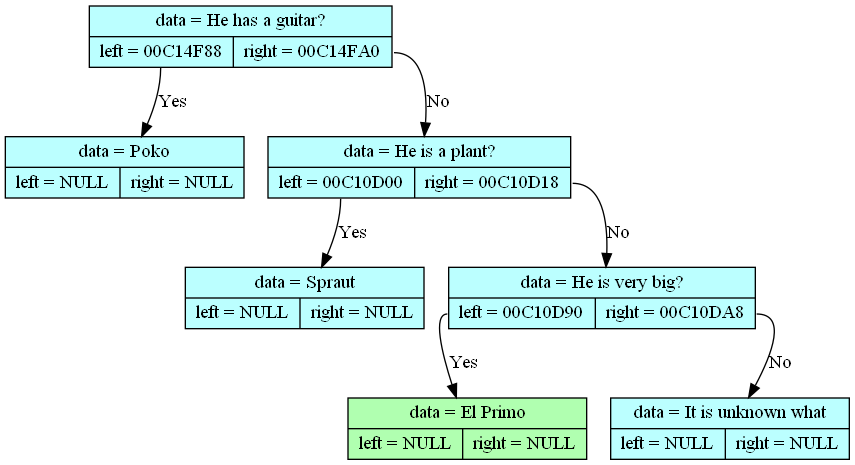 data = He has a guitar?
left = 00C14F88 right = 00C14FA0
Yes No
data = Poko data = He is a plant?
left = NULL right = NULL left = 00C10D00 right = 00C10D18
Yes No
data = Spraut data = He is very big?
left = NULL right = NULL left = 00C10D90 right = 00C10DA8
Yes No
data = El Primo data = It is unknown what
left = NULL right = NULL left = NULL right = NULL